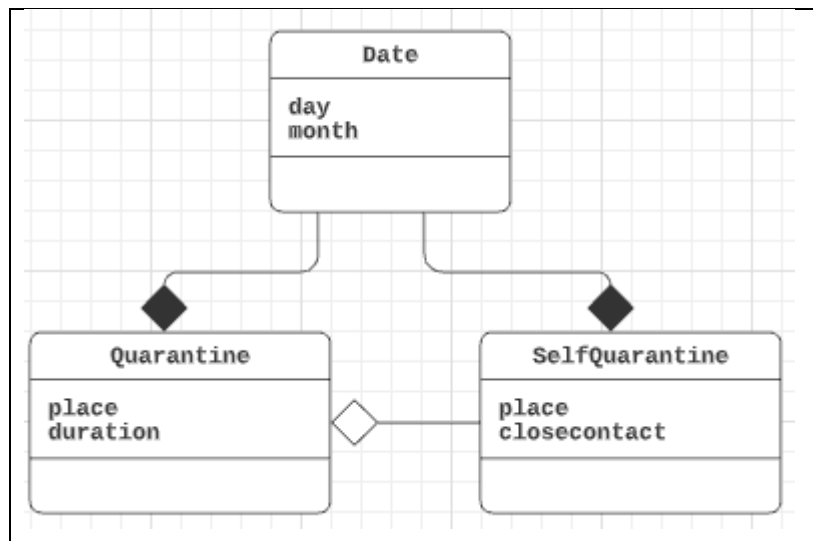 Date
day
month
Quarantine
place
duration
SelfQuarantine
place
closecontact